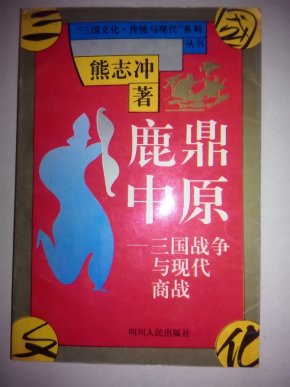 “三国文化·传统与现代”系列
丛书
熊志冲
著
鹿鼎
中原
——三国战争
与现代
商战
四川人民出版社
三
国
文
化